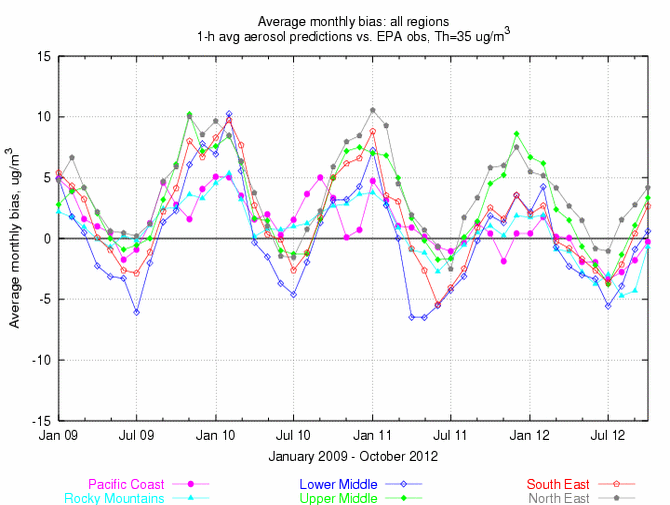 Average monthly bias: all regions
1-h avg aerosol predictions vs. EPA obs, Th=35 ug/m3
15
10
5
0
-5
-10
-15
Average monthly bias, ug/m3
Jan 09 Jul 09 Jan 10 Jul 10 Jan 11 Jul 11 Jan 12 Jul 12
January 2009 - October 2012
Pacific Coast Lower Middle South East
Rocky Mountains Upper Middle North East